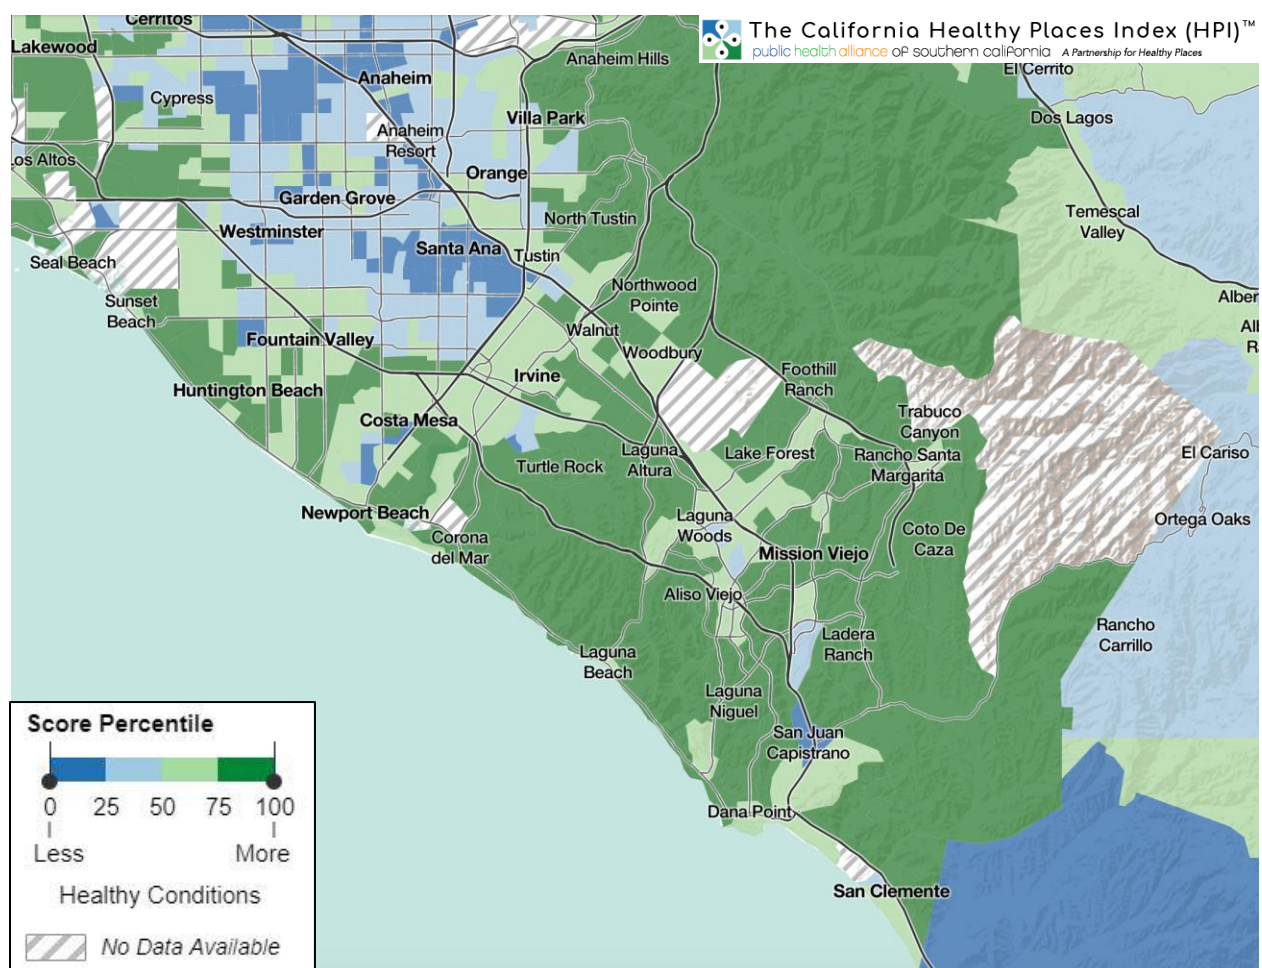 The California Healthy Places Index (HPI)™
public health alliance of southern california A Partnership for Healthy Places
Cerritos
Lakewood
Anaheim Hills
El Cerrito
Anaheim
Cypress
Villa Park
Dos Lagos
Anaheim
Resort
Los Altos
Orange
Garden Grove
North Tustin
Temescal
Valley
Westminster
Santa Ana
Tustin
Seal Beach
Northwood
Pointe
Sunset
Beach
Alber
Walnut
Al
R
Fountain Valley
Woodbury
Irvine
Foothill
Ranch
Huntington Beach
Trabuco
Canyon
Costa Mesa
Laguna
Altura
Lake Forest
Rancho Santa
Margarita
El Cariso
Turtle Rock
Newport Beach
Laguna
Woods
Ortega Oaks
Corona
del Mar
Coto De
Caza
Mission Viejo
Aliso Viejo
Rancho
Carrillo
Ladera
Ranch
Laguna
Beach
Laguna
Niguel
San Juan
Capistrano
Dana Point
San Clemente
Score Percentile
0 25 50 75 100
Less More
Healthy Conditions
No Data Available